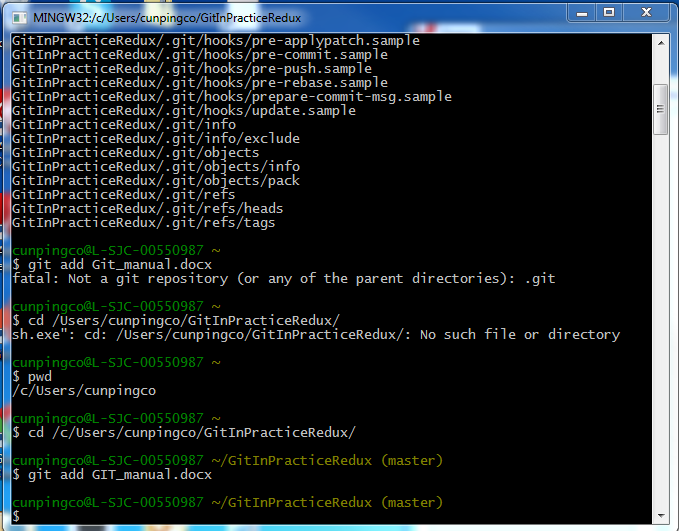 MINGW32:/c/Users/cunpingco/GitInPracticeRedux
GitInPracticeRedux/.git/hooks/pre-applypatch.sample
GitInPracticeRedux/.git/hooks/pre-commit.sample
GitInPracticeRedux/.git/hooks/pre-push.sample
GitInPracticeRedux/.git/hooks/pre-rebase.sample
GitInPracticeRedux/.git/hooks/prepare-commit-msg.sample
GitInPracticeRedux/.git/hooks/update.sample
GitInPracticeRedux/.git/info
GitInPracticeRedux/.git/info/exclude
GitInPracticeRedux/.git/objects
GitInPracticeRedux/.git/objects/info
GitInPracticeRedux/.git/objects/pack
GitInPracticeRedux/.git/refs
GitInPracticeRedux/.git/refs/heads
GitInPracticeRedux/.git/refs/tags
cunpingco@L-SJC-00550987 ~
$ git add Git_manual.docx
fatal: Not a git repository (or any of the parent directories): .git
cunpingco@L-SJC-00550987 ~
$ cd /Users/cunpingco/GitInPracticeRedux/
sh.exe": cd: /Users/cunpingco/GitInPracticeRedux/: No such file or directory
cunpingco@L-SJC-00550987 ~
$ pwd
/c/Users/cunpingco
cunpingco@L-SJC-00550987 ~
$ cd /c/Users/cunpingco/GitInPracticeRedux/
cunpingco@L-SJC-00550987 ~/GitInPracticeRedux (master)
$ git add GIT_manual.docx
cunpingco@L-SJC-00550987 ~/GitInPracticeRedux (master)
$